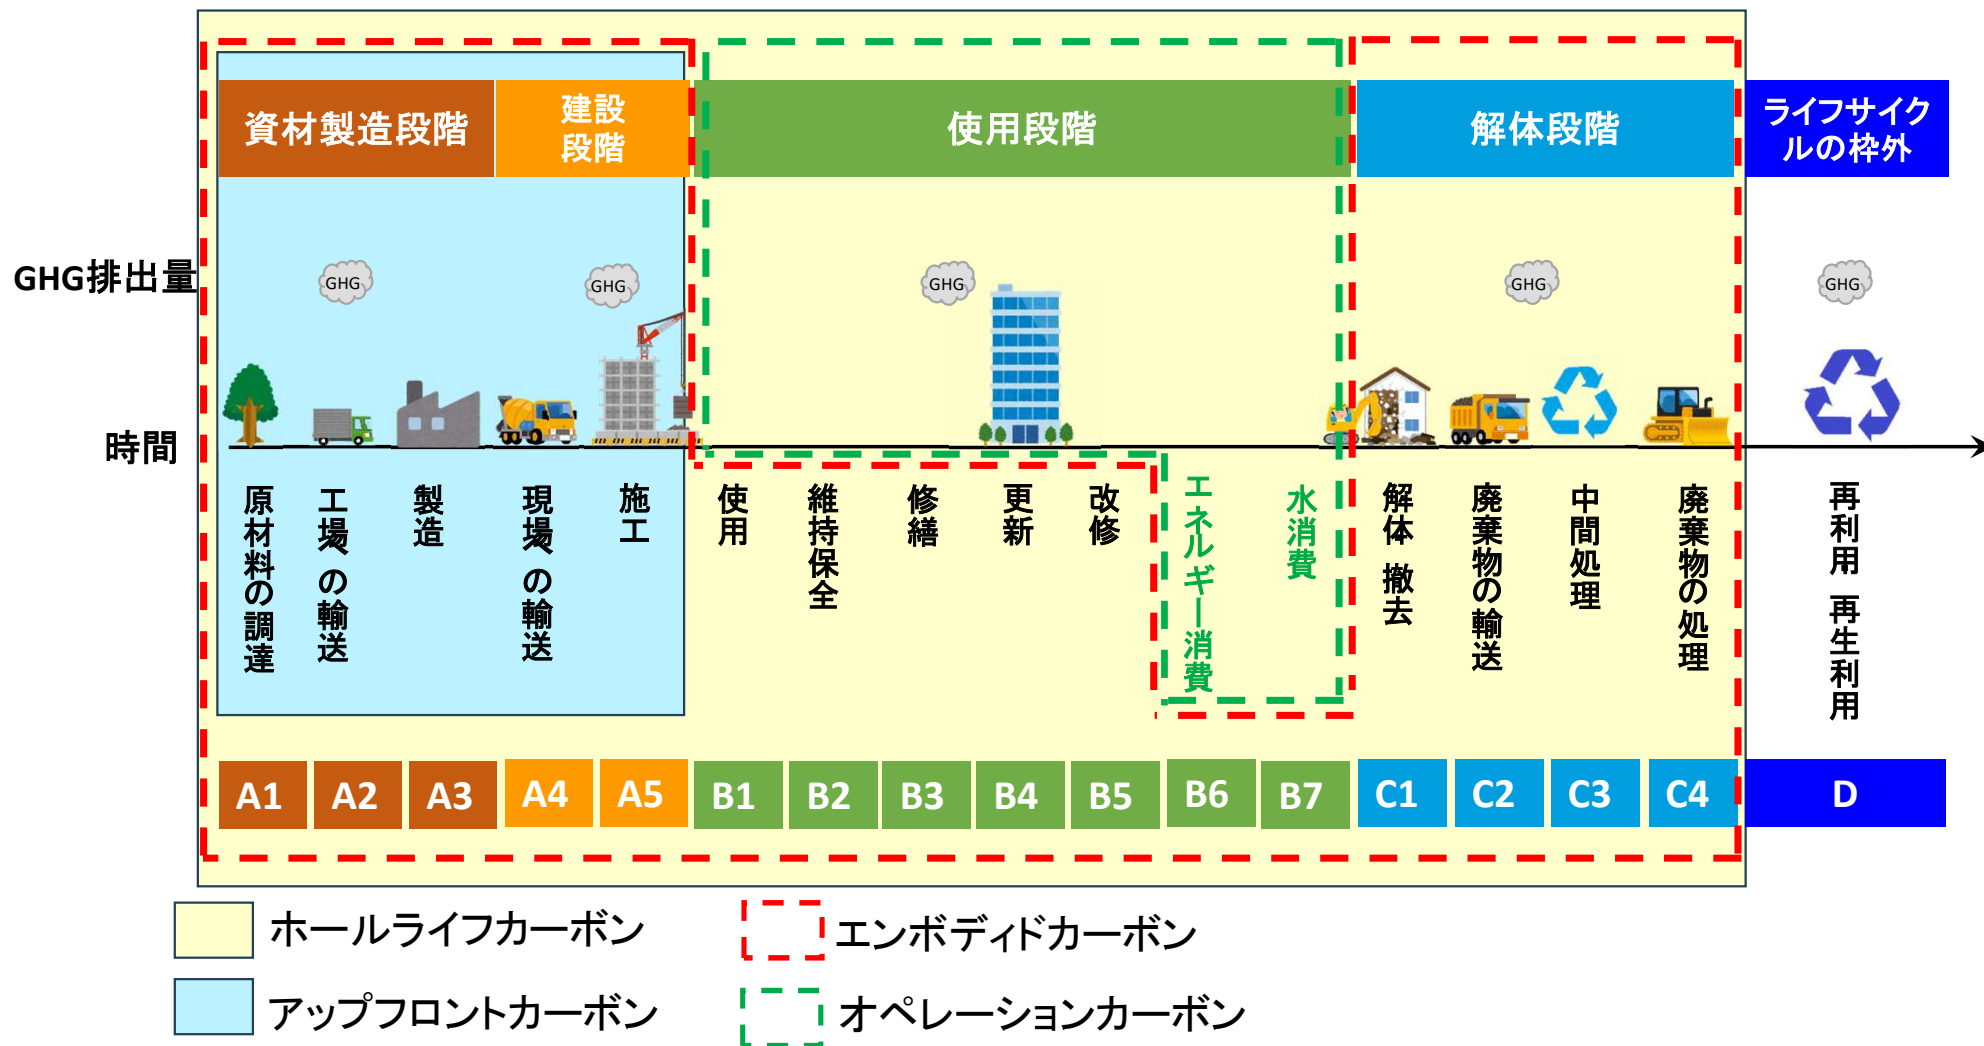 資材製造段階
建設
段階
使用段階
解体段階
ライフサイク
ルの枠外
GHG排出量
GHG
GHG
GHG
GHG
GHG
時間
原材料の調達
工場への輸送
製造
現場への輸送
施工
使用
維持保全
修繕
更新
改修
エネルギー消費
水消費
解体 撤去
廃棄物の輸送
中間処理
廃棄物の処理
再利用 再生利用
A1
A2
A3
A4
A5
B1
B2
B3
B4
B5
B6
B7
C1
C2
C3
C4
D
ホールライフカーボン
エンボディドカーボン
アップフロントカーボン
オペレーションカーボン